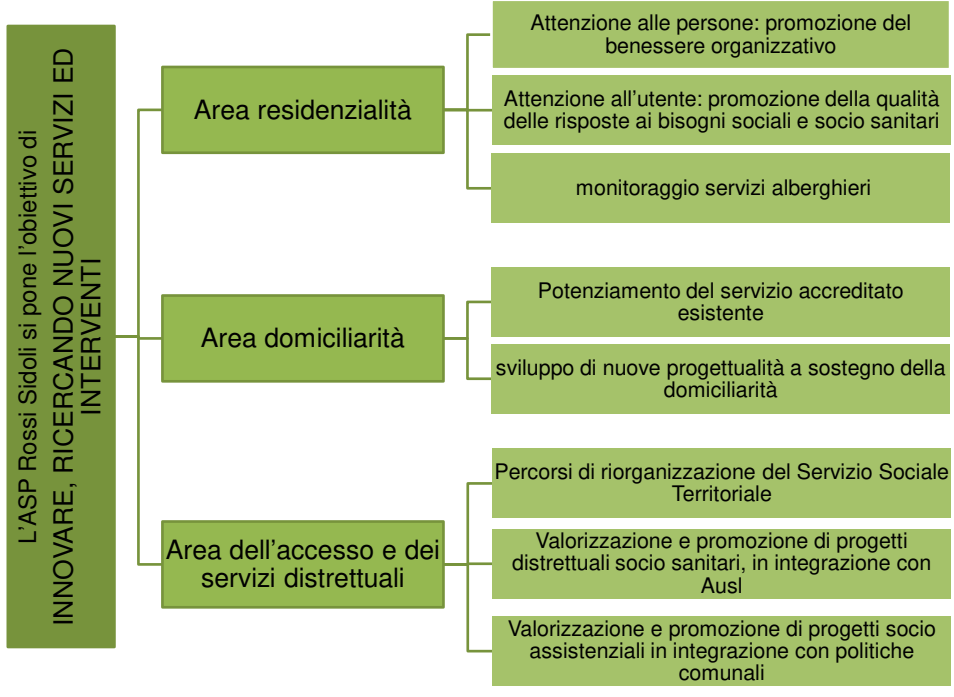 L'ASP Rossi Sidoli si pone l'obiettivo di
INNOVARE, RICERCANDO NUOVI SERVIZI ED
INTERVENTI
Area residenzialità
Attenzione alle persone: promozione del
benessere organizzativo
Attenzione all'utente: promozione della qualità
delle risposte ai bisogni sociali e socio sanitari
monitoraggio servizi alberghieri
Area domiciliarità
Potenziamento del servizio accreditato
esistente
sviluppo di nuove progettualità a sostegno della
domiciliarità
Area dell'accesso e dei
servizi distrettuali
Percorsi di riorganizzazione del Servizio Sociale
Territoriale
Valorizzazione e promozione di progetti
distrettuali socio sanitari, in integrazione con
Ausl
Valorizzazione e promozione di progetti socio
assistenziali in integrazione con politiche
comunali